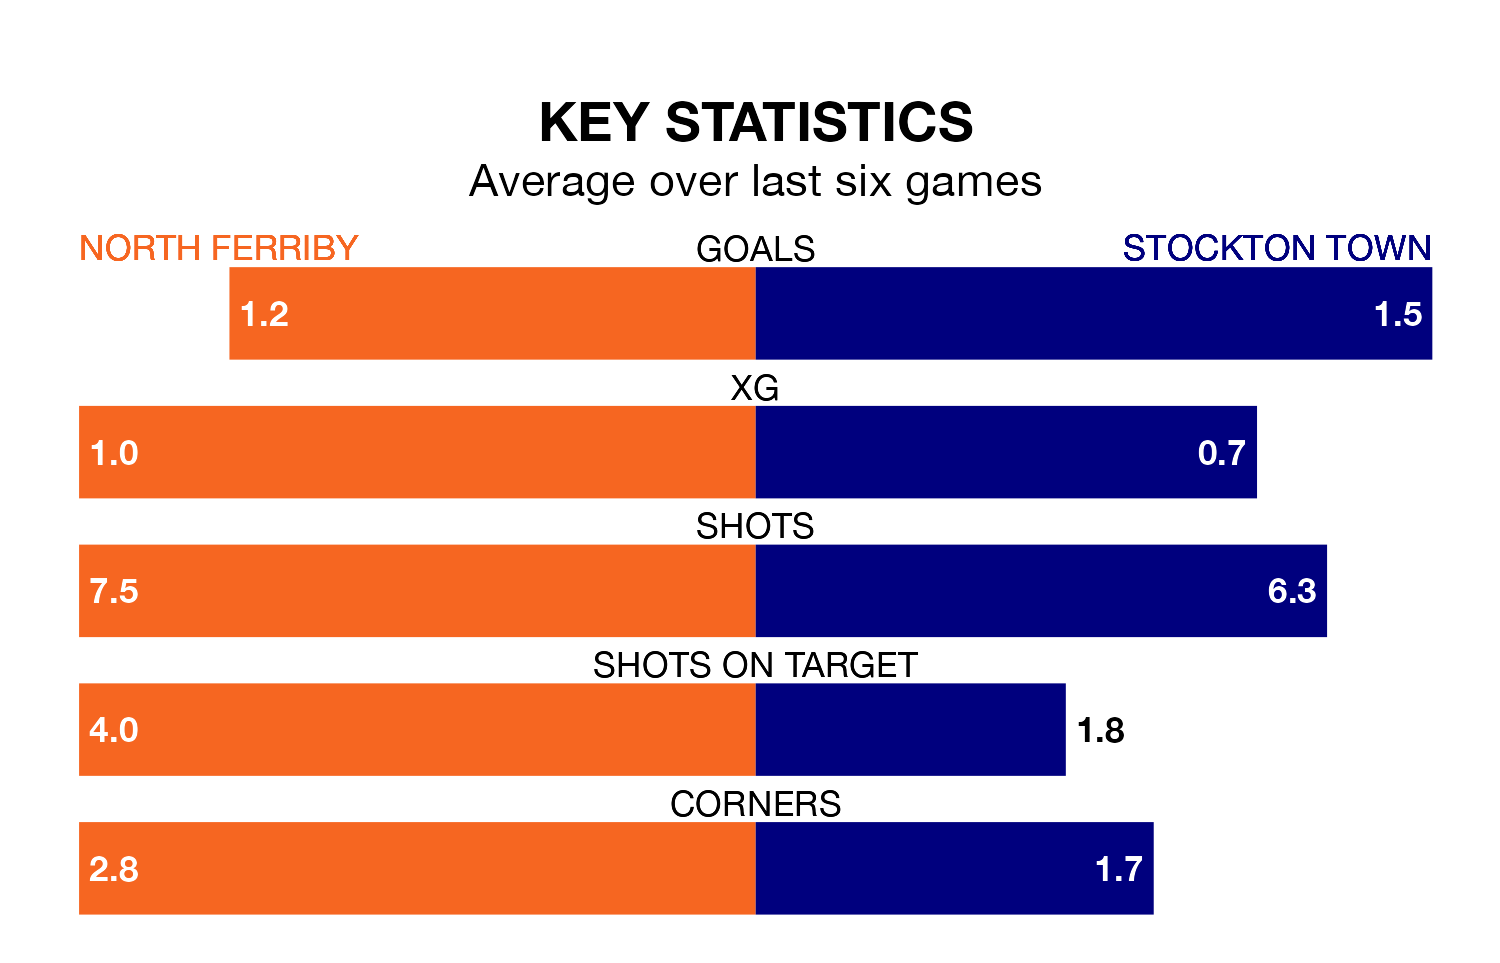 KEY STATISTICS
Average over last six games
NORTH FERRIBY GOALS STOCKTON TOWN
1.2 1.5
XG
1.0 0.7
SHOTS
7.5 6.3
SHOTS ON TARGET
4.0 1.8
CORNERS
2.8 1.7